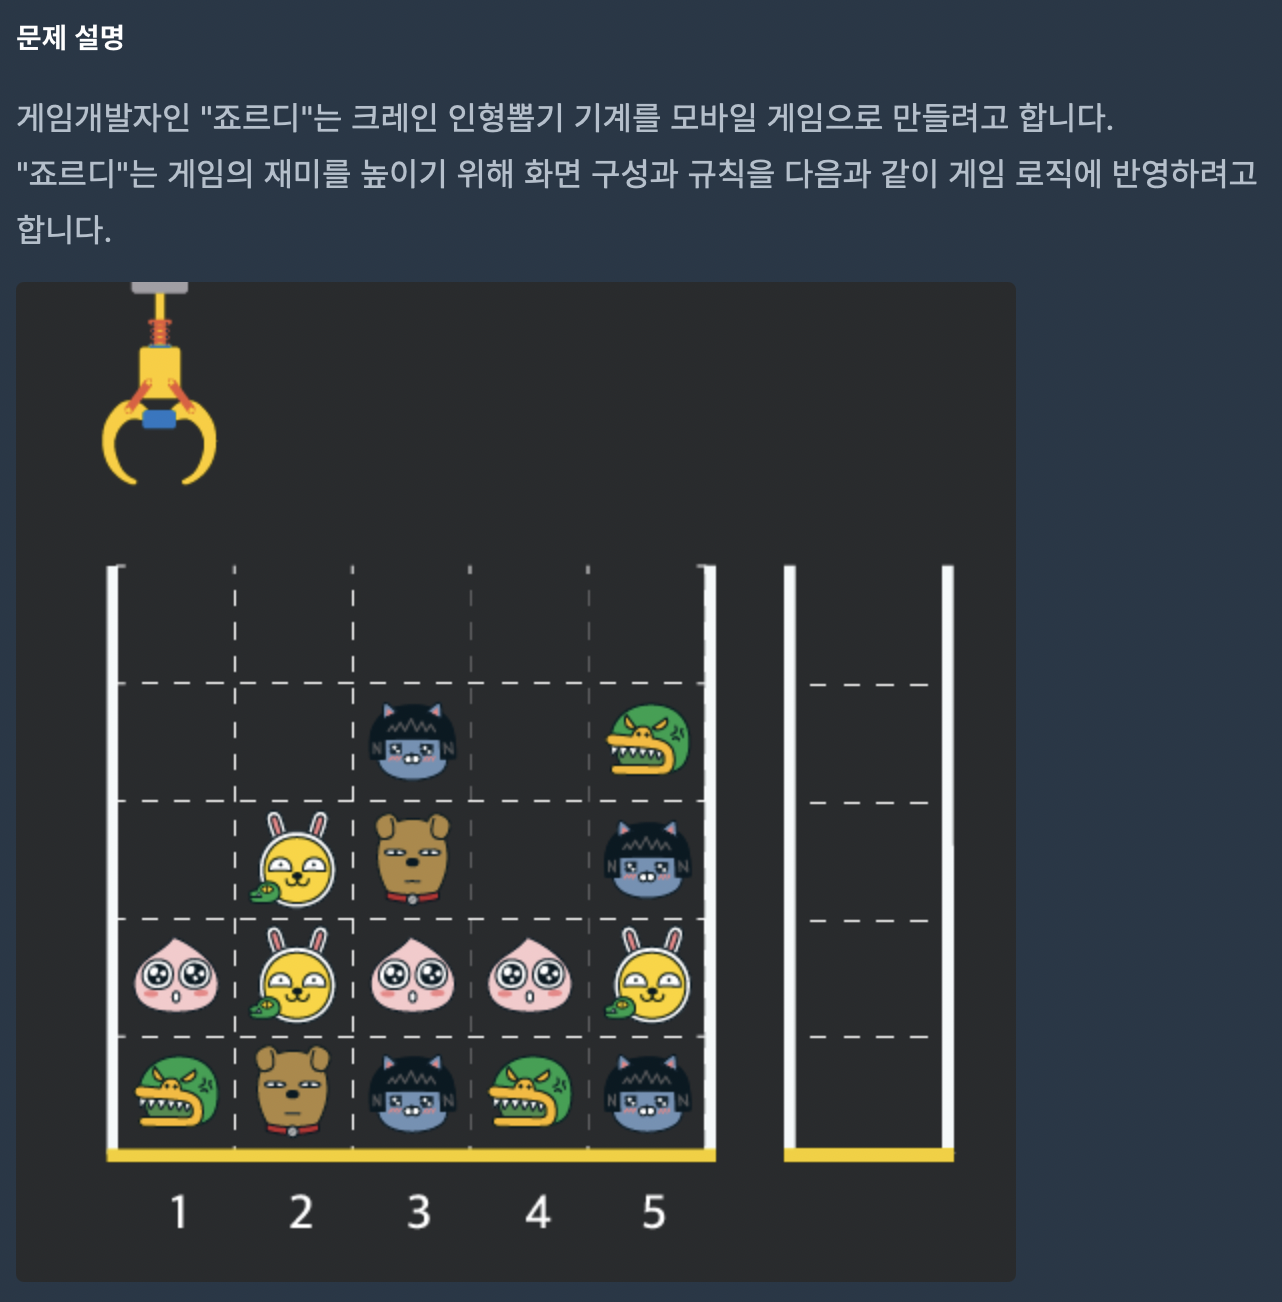 문제 설명
게임개발자인 "죠르디"는 크레인 인형뽑기 기계를 모바일 게임으로 만들려고 합니다.
"죠르디"는 게임의 재미를 높이기 위해 화면 구성과 규칙을 다음과 같이 게임 로직에 반영하려고
합니다.
1 2 3 4 5